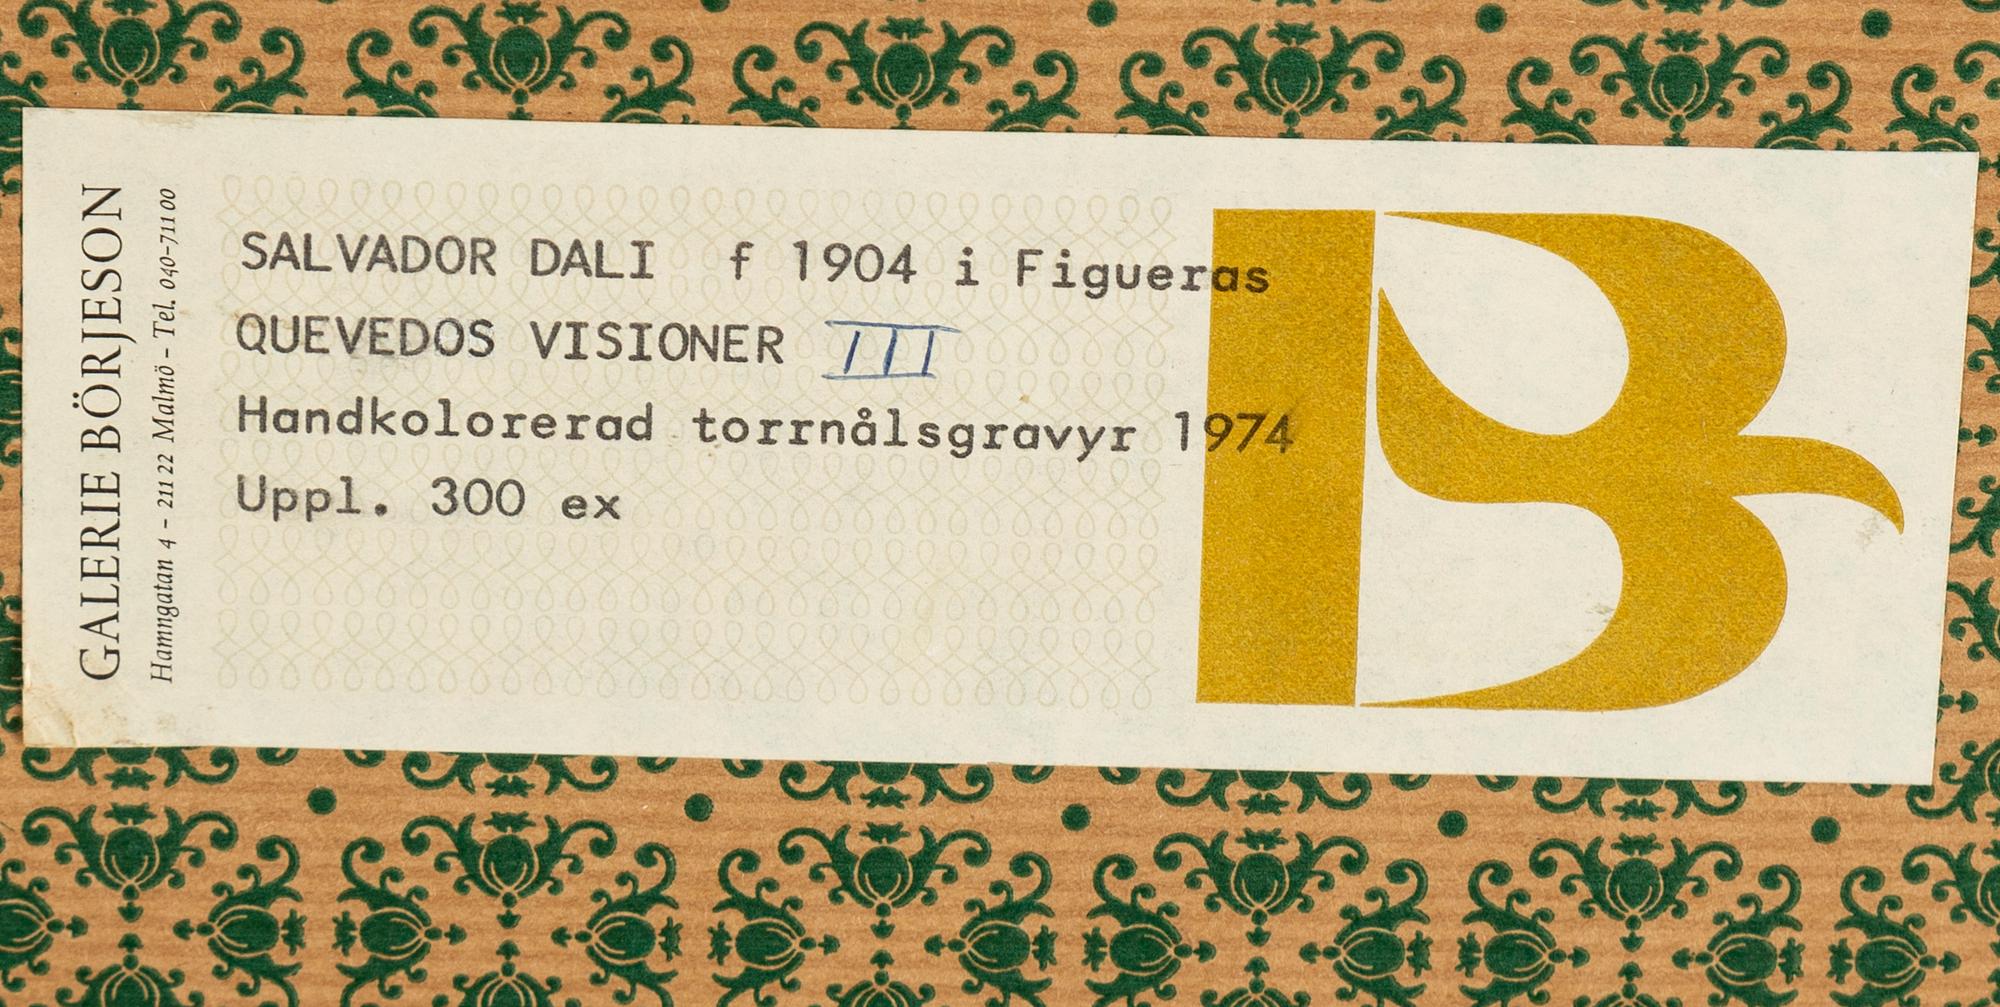 GALERIE BÖRJESON
Hamngatan 4 - 211 22 Malmö - Tel. 040-711 00
SALVADOR DALI f 1904 i Figueras
QUEVEDOS VISIONER III
Handkolorerad torrnålsgravyr 1974
Uppl. 300 ex
B